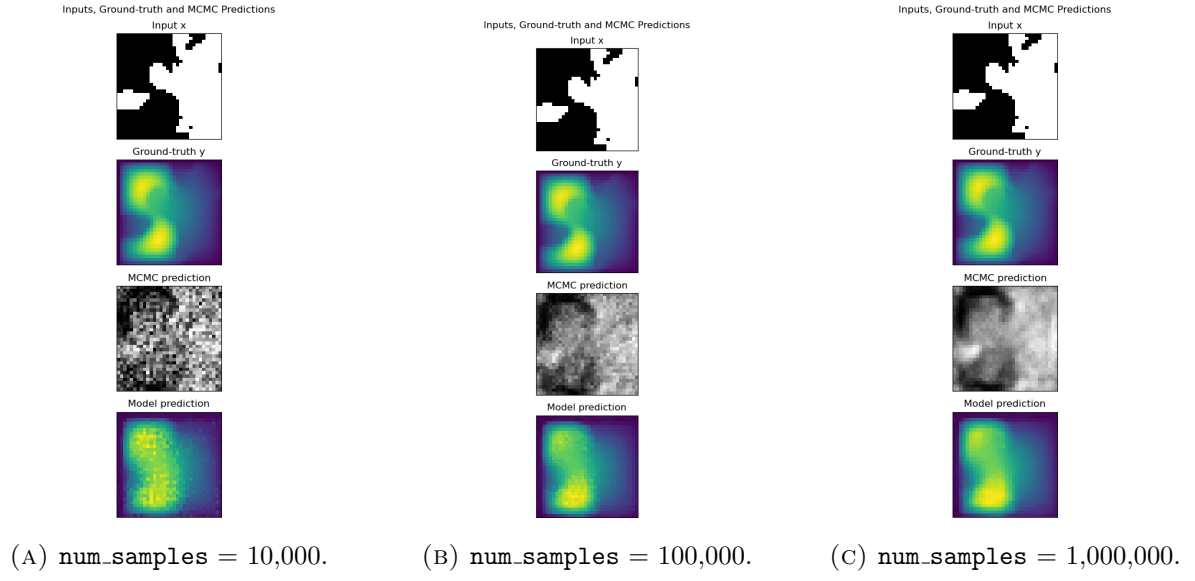 Inputs, Ground-truth and MCMC Predictions
Input x
Ground-truth y
MCMC prediction
Model prediction
(A) num_samples = 10,000.
Inputs, Ground-truth and MCMC Predictions
Input x
Ground-truth y
MCMC prediction
Model prediction
(B) num_samples = 100,000.
Inputs, Ground-truth and MCMC Predictions
Input x
Ground-truth y
MCMC prediction
Model prediction
(C) num_samples = 1,000,000.